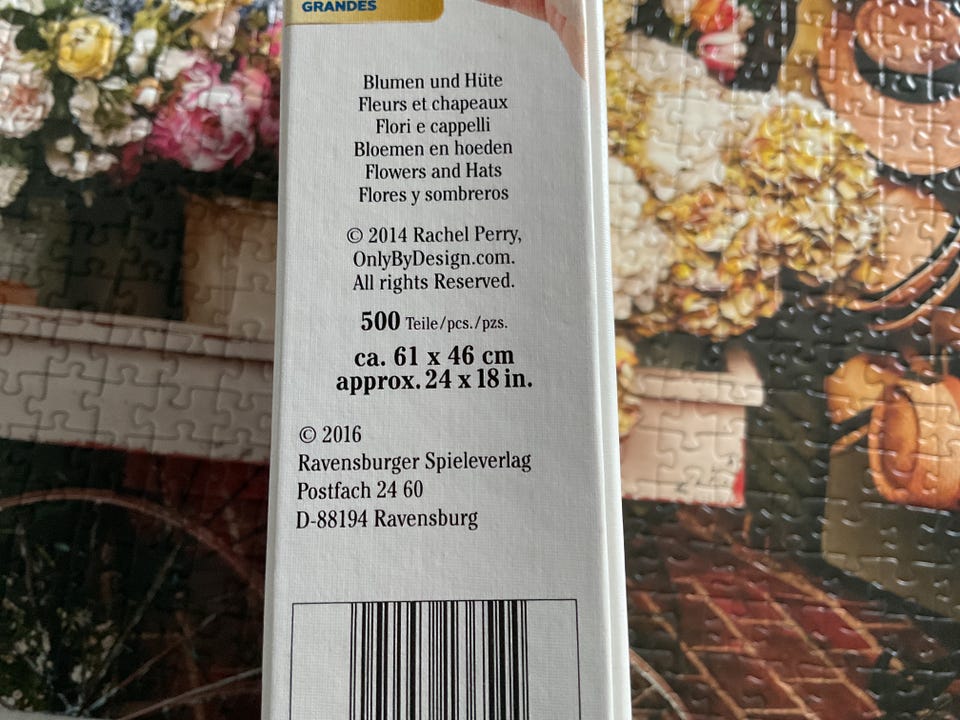 GRANDES
Blumen und Hüte
Fleurs et chapeaux
Fiori e cappelli
Bloemen en hoeden
Flowers and Hats
Flores y sombreros
© 2014 Rachel Perry,
OnlyByDesign.com.
All rights Reserved.
500 Teile/pcs./pzs.
ca. 61 x 46 cm
approx. 24 x 18 in.
© 2016
Ravensburger Spieleverlag
Postfach 24 60
D-88194 Ravensburg